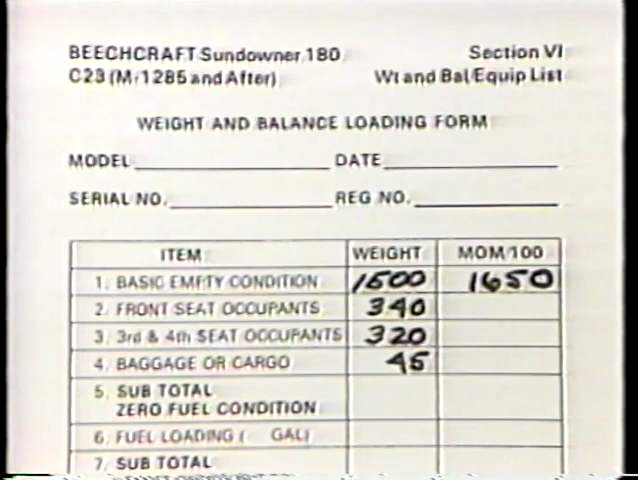 BEECHCRAFT Sundowner 180 Section VI
C23 (M-1285 and After) Wt and Bal/Equip List
WEIGHT AND BALANCE LOADING FORM
MODEL DATE
SERIAL NO. REG NO.
ITEM WEIGHT MOM/100
1. BASIC EMPTY CONDITION 1500 1650
2. FRONT SEAT OCCUPANTS 340
3. 3rd & 4th SEAT OCCUPANTS 320
4. BAGGAGE OR CARGO 45
5. SUB TOTAL
ZERO FUEL CONDITION
6. FUEL LOADING ( GAL)
7. SUB TOTAL